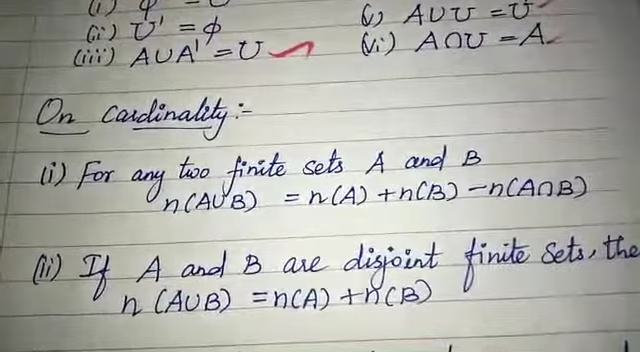 (i) φ' = U
(v) A∪U = U
(ii) U' = φ
(vi) A∩U = A
(iii) A∪A' = U
On Cardinality:-
(i) For any two finite sets A and B
n(A∪B) = n(A) + n(B) - n(A∩B)
(ii) If A and B are disjoint finite sets, the
n (A∪B) = n(A) + n(B)